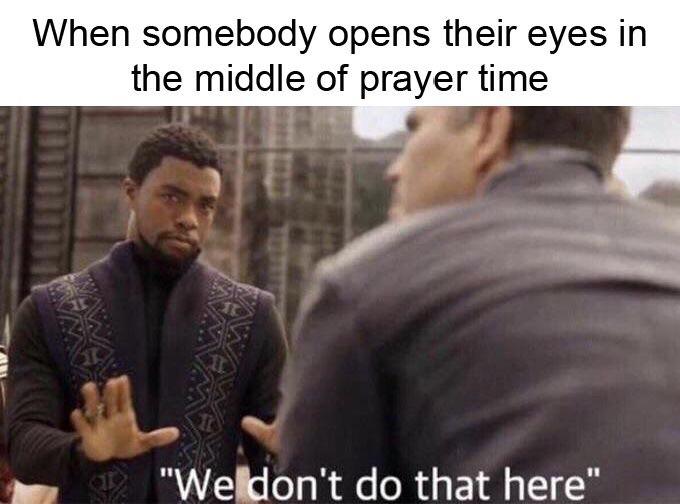 When somebody opens their eyes in
the middle of prayer time
"We don't do that here"